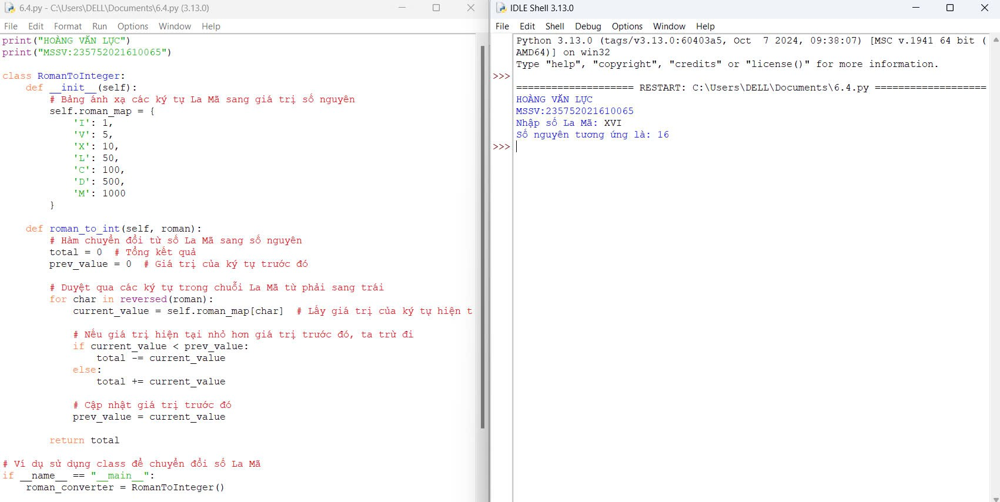 6.4.py - C:\Users\DELL\Documents\6.4.py (3.13.0)
File Edit Format Run Options Window Help
print("HOÀNG VĂN LỰC")
print("MSSV:235752021610065")
class RomanToInteger:
def __init__(self):
# Bảng ánh xạ các ký tự La Mã sang giá trị số nguyên
self.roman_map = {
'I': 1,
'V': 5,
'X': 10,
'L': 50,
'C': 100,
'D': 500,
'M': 1000
}
def roman_to_int(self, roman):
# Hàm chuyển đổi từ số La Mã sang số nguyên
total = 0 # Tổng kết quả
prev_value = 0 # Giá trị của ký tự trước đó
# Duyệt qua các ký tự trong chuỗi La Mã từ phải sang trái
for char in reversed(roman):
current_value = self.roman_map[char] # Lấy giá trị của ký tự hiện t
# Nếu giá trị hiện tại nhỏ hơn giá trị trước đó, ta trừ đi
if current_value < prev_value:
total -= current_value
else:
total += current_value
# Cập nhật giá trị trước đó
prev_value = current_value
return total
# Ví dụ sử dụng class để chuyển đổi số La Mã
if __name__ == "__main__":
roman_converter = RomanToInteger()
IDLE Shell 3.13.0
File Edit Shell Debug Options Window Help
Python 3.13.0 (tags/v3.13.0:60403a5, Oct 7 2024, 09:38:07) [MSC v.1941 64 bit (
AMD64)] on win32
Type "help", "copyright", "credits" or "license()" for more information.
>>>
==================== RESTART: C:\Users\DELL\Documents\6.4.py ===================
HOÀNG VĂN LỰC
MSSV:235752021610065
Nhập số La Mã: XVI
Số nguyên tương ứng là: 16
>>>